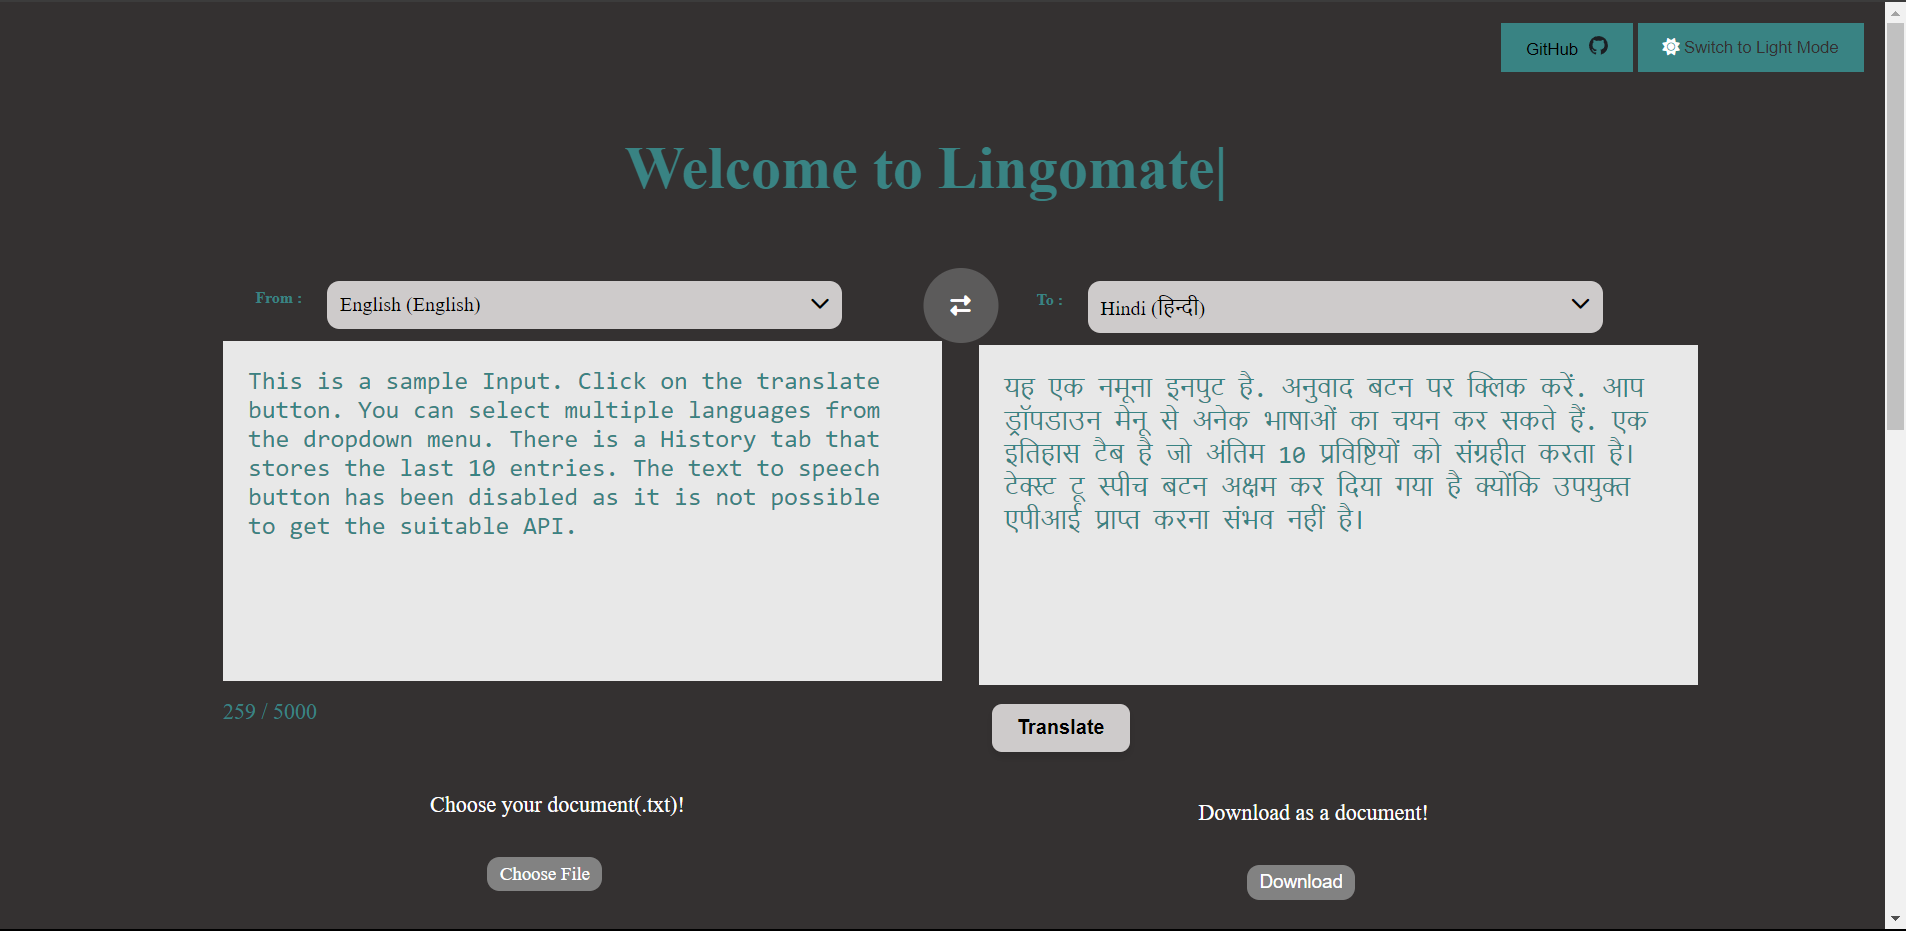 GitHub
Switch to Light Mode
Welcome to Lingomate|
From :
English (English)
To :
Hindi (हिन्दी)
This is a sample Input. Click on the translate
button. You can select multiple languages from
the dropdown menu. There is a History tab that
stores the last 10 entries. The text to speech
button has been disabled as it is not possible
to get the suitable API.
यह एक नमूना इनपुट है. अनुवाद बटन पर क्लिक करें. आप
ड्रॉपडाउन मेनू से अनेक भाषाओं का चयन कर सकते हैं. एक
इतिहास टैब है जो अंतिम 10 प्रविष्टियों को संग्रहीत करता है।
टेक्स्ट टू स्पीच बटन अक्षम कर दिया गया है क्योंकि उपयुक्त
एपीआई प्राप्त करना संभव नहीं है।
259 / 5000
Translate
Choose your document(.txt)!
Download as a document!
Choose File
Download